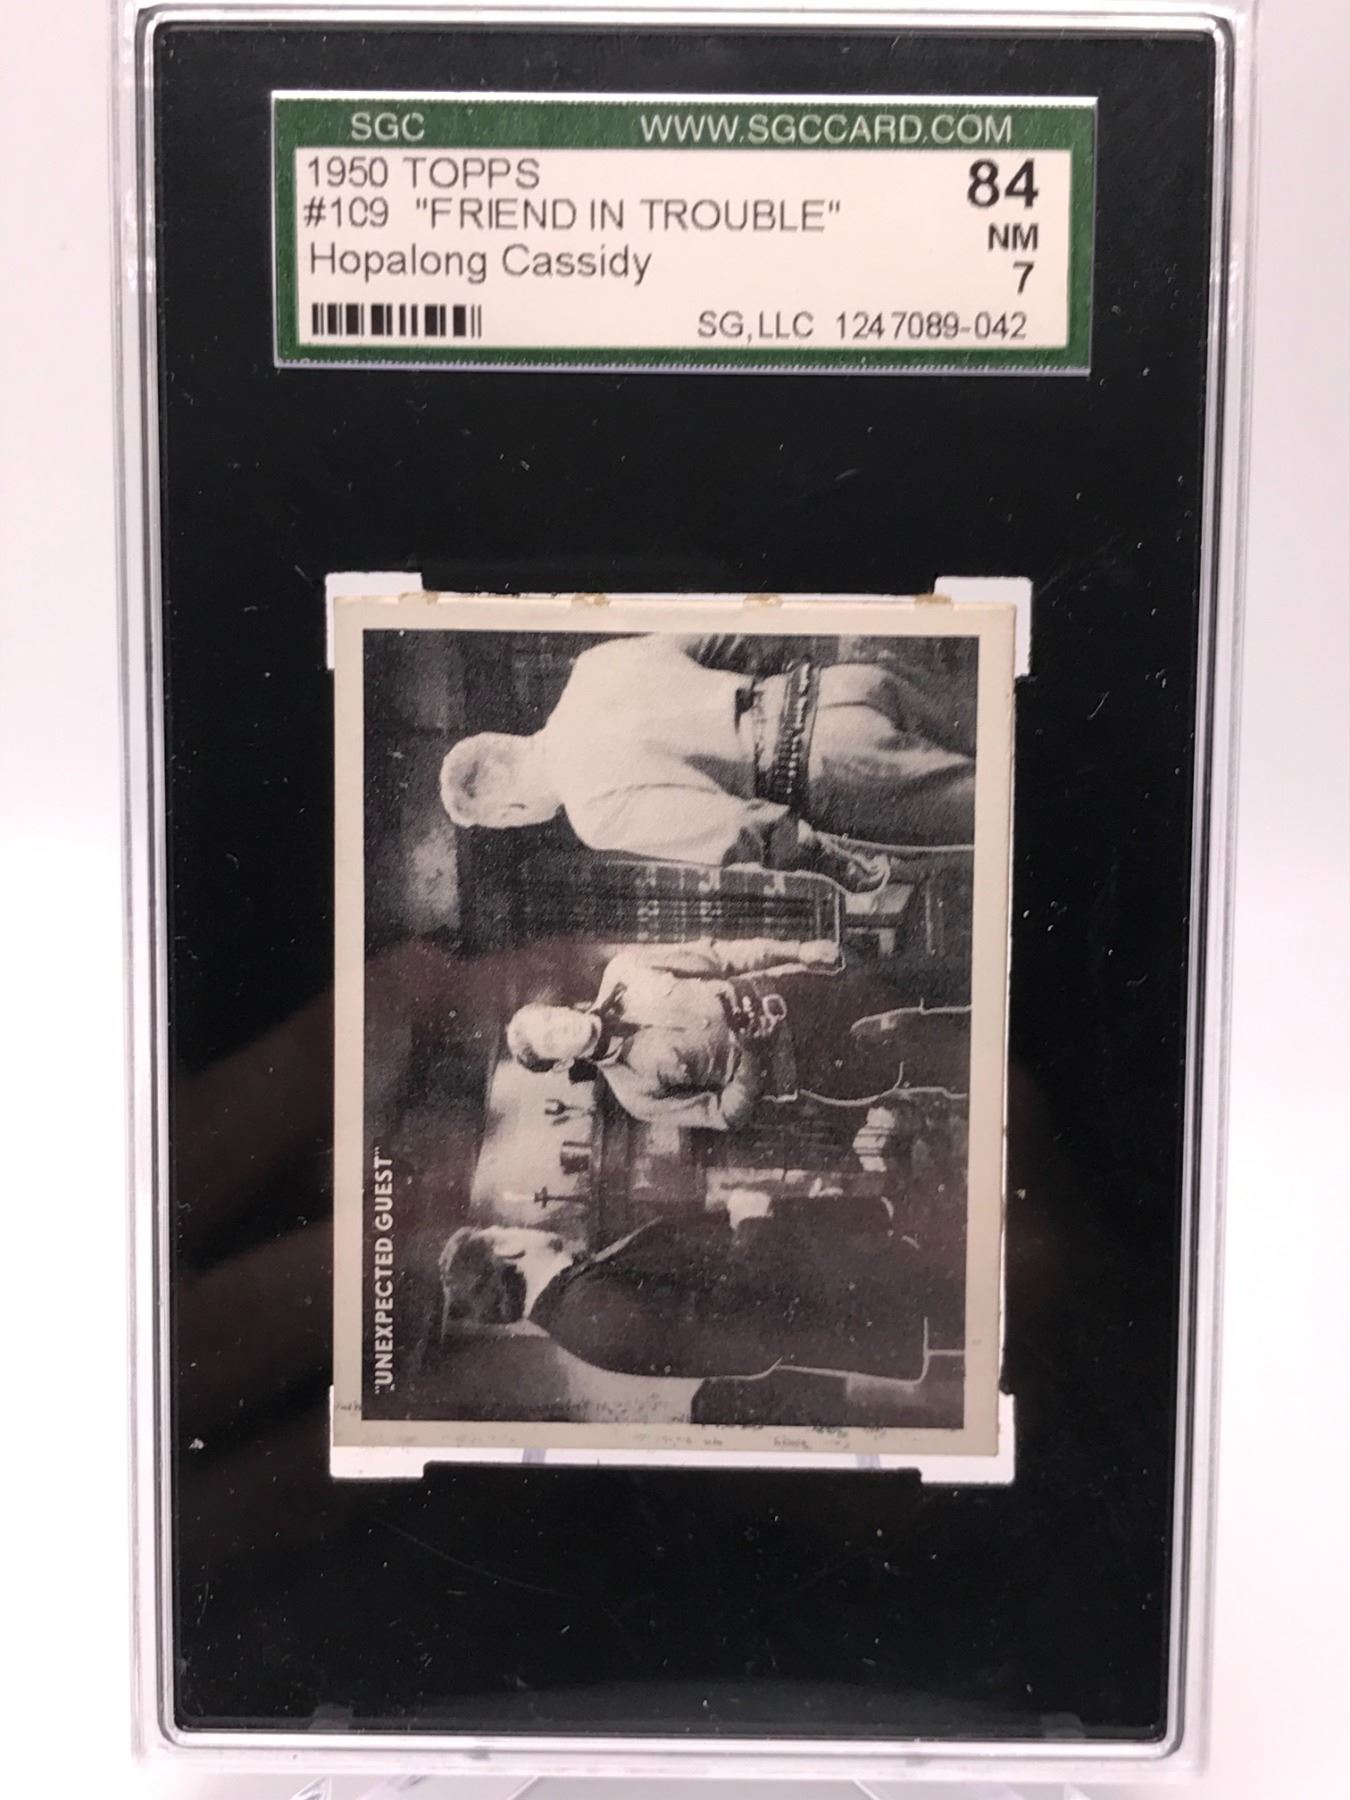 SGC WWW.SGCCARD.COM
1950 TOPPS 84
#109 "FRIEND IN TROUBLE" NM
Hopalong Cassidy 7
SG,LLC 1247089-042
"UNEXPECTED GUEST"